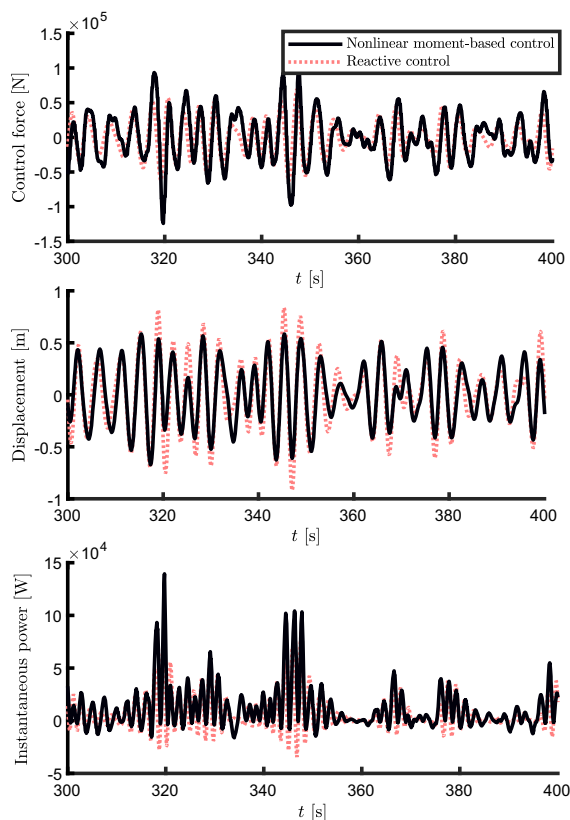 ×10^5
Control force [N]
1.5
1
0.5
0
-0.5
-1
-1.5
Nonlinear moment-based control
Reactive control
300 320 340 360 380 400
t [s]
Displacement [m]
1
0.5
0
-0.5
-1
300 320 340 360 380 400
t [s]
×10^4
Instantaneous power [W]
15
10
5
0
-5
300 320 340 360 380 400
t [s]